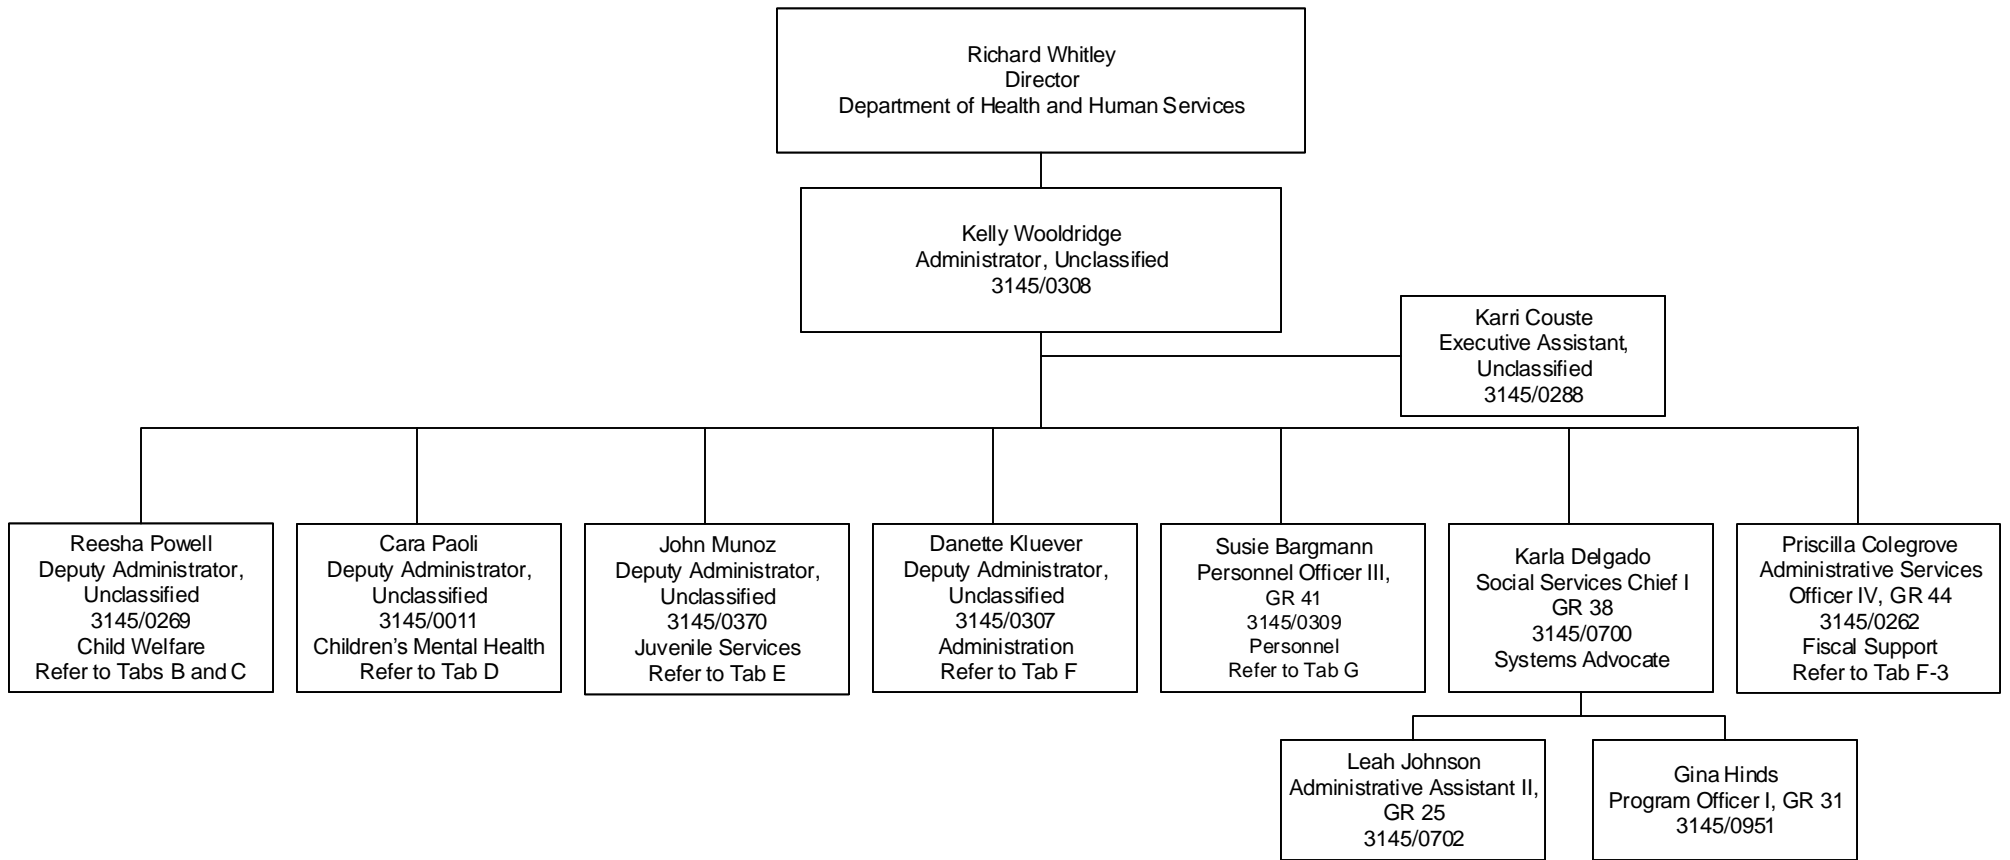 Richard Whitley
Director
Department of Health and Human Services
Kelly Wooldridge
Administrator, Unclassified
3145/0308
Karri Couste
Executive Assistant,
Unclassified
3145/0288
Reesha Powell
Deputy Administrator,
Unclassified
3145/0269
Child Welfare
Refer to Tabs B and C
Cara Paoli
Deputy Administrator,
Unclassified
3145/0011
Children’s Mental Health
Refer to Tab D
John Munoz
Deputy Administrator,
Unclassified
3145/0370
Juvenile Services
Refer to Tab E
Danette Kluever
Deputy Administrator,
Unclassified
3145/0307
Administration
Refer to Tab F
Susie Bargmann
Personnel Officer III,
GR 41
3145/0309
Personnel
Refer to Tab G
Karla Delgado
Social Services Chief I
GR 38
3145/0700
Systems Advocate
Priscilla Colegrove
Administrative Services
Officer IV, GR 44
3145/0262
Fiscal Support
Refer to Tab F-3
Leah Johnson
Administrative Assistant II,
GR 25
3145/0702
Gina Hinds
Program Officer I, GR 31
3145/0951